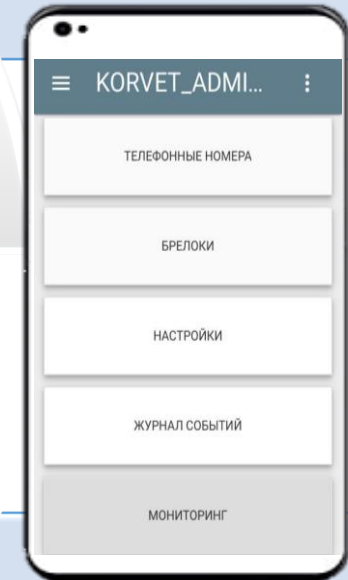 KORVET_ADMI...
ТЕЛЕФОННЫЕ НОМЕРА
БРЕЛОКИ
НАСТРОЙКИ
ЖУРНАЛ СОБЫТИЙ
МОНИТОРИНГ